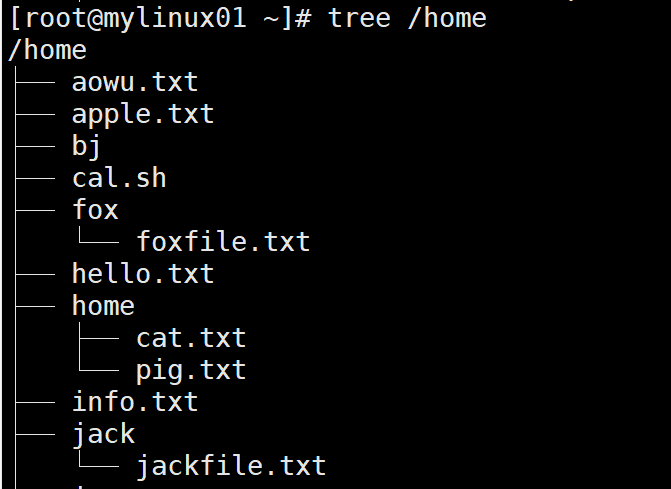 [root@mylinux01 ~]# tree /home
/home
├── aowu.txt
├── apple.txt
├── bj
├── cal.sh
├── fox
│   └── foxfile.txt
├── hello.txt
├── home
│   ├── cat.txt
│   └── pig.txt
├── info.txt
├── jack
│   └── jackfile.txt